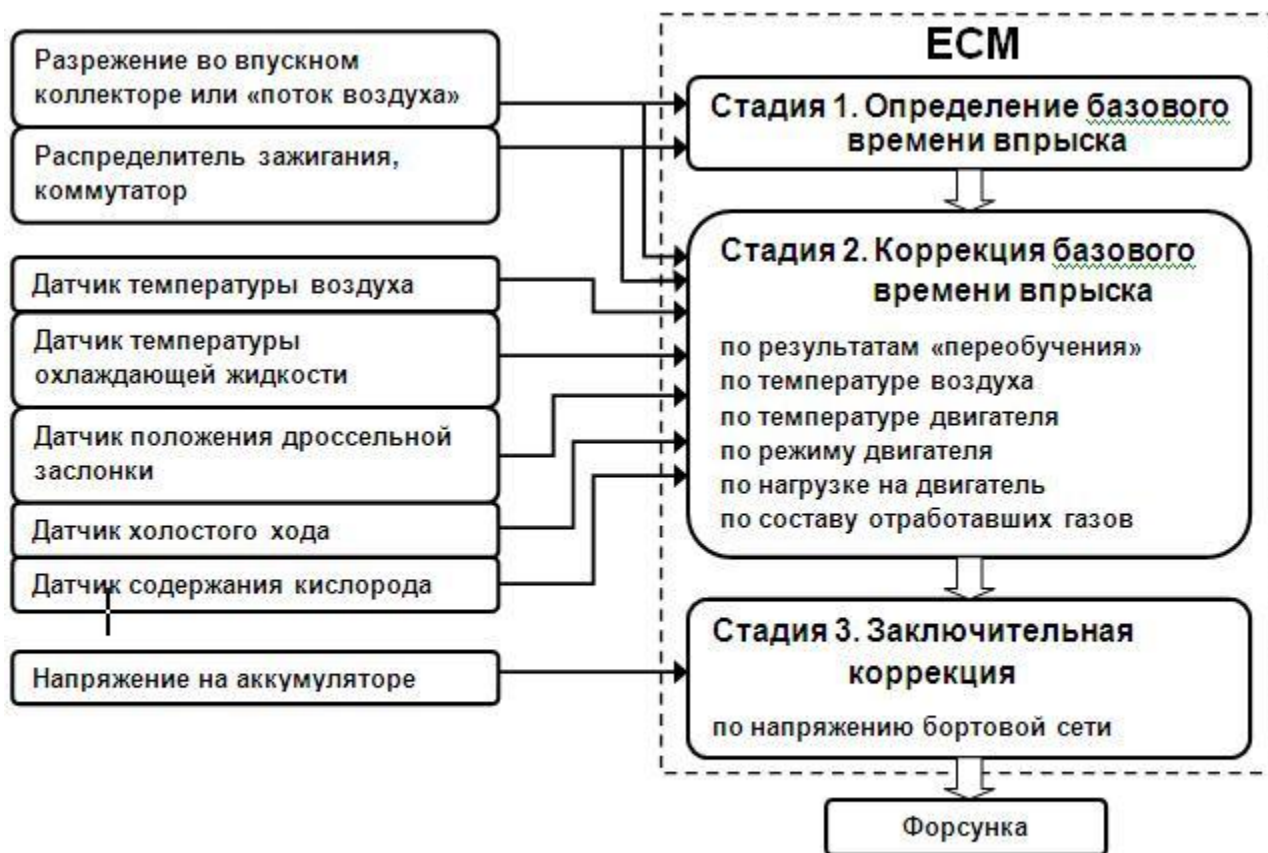 Разрежение во впускном
коллекторе или «поток воздуха»
Распределитель зажигания,
коммутатор
Датчик температуры воздуха
Датчик температуры
охлаждающей жидкости
Датчик положения дроссельной
заслонки
Датчик холостого хода
Датчик содержания кислорода
Напряжение на аккумуляторе
ECM
Стадия 1. Определение базового
времени впрыска
Стадия 2. Коррекция базового
времени впрыска
по результатам «переобучения»
по температуре воздуха
по температуре двигателя
по режиму двигателя
по нагрузке на двигатель
по составу отработавших газов
Стадия 3. Заключительная
коррекция
по напряжению бортовой сети
Форсунка